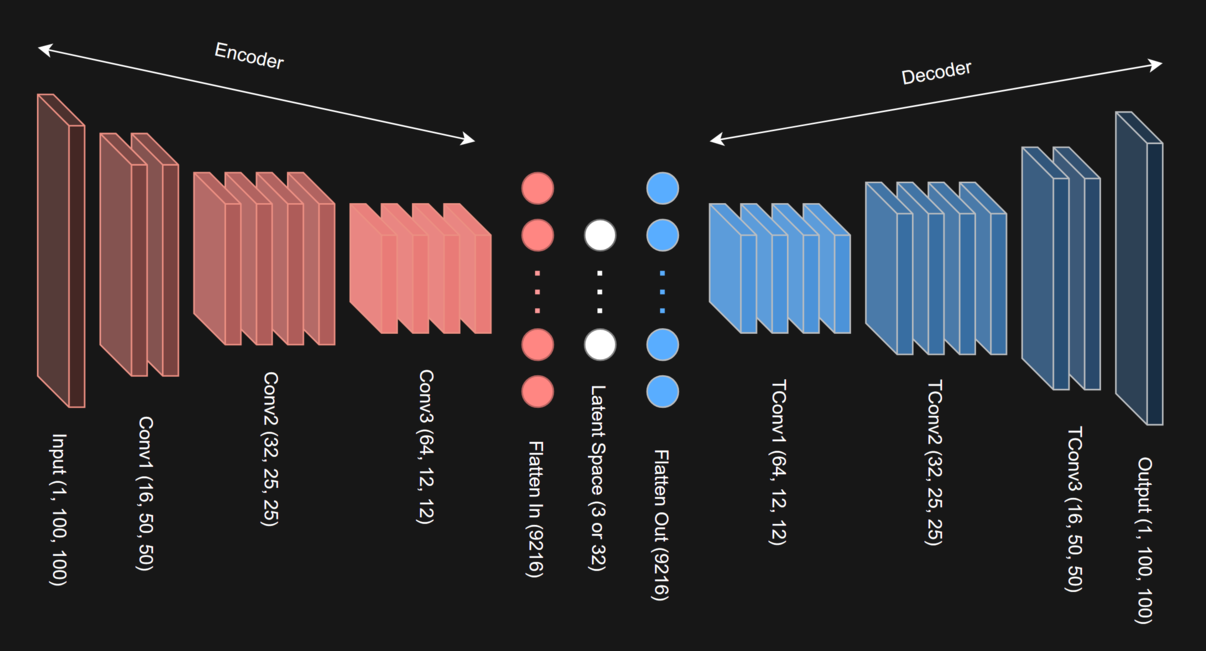 Encoder
Decoder
Input (1, 100, 100)
Conv1 (16, 50, 50)
Conv2 (32, 25, 25)
Conv3 (64, 12, 12)
Flatten In (9216)
Latent Space (3 or 32)
Flatten Out (9216)
TConv1 (64, 12, 12)
TConv2 (32, 25, 25)
TConv3 (16, 50, 50)
Output (1, 100, 100)